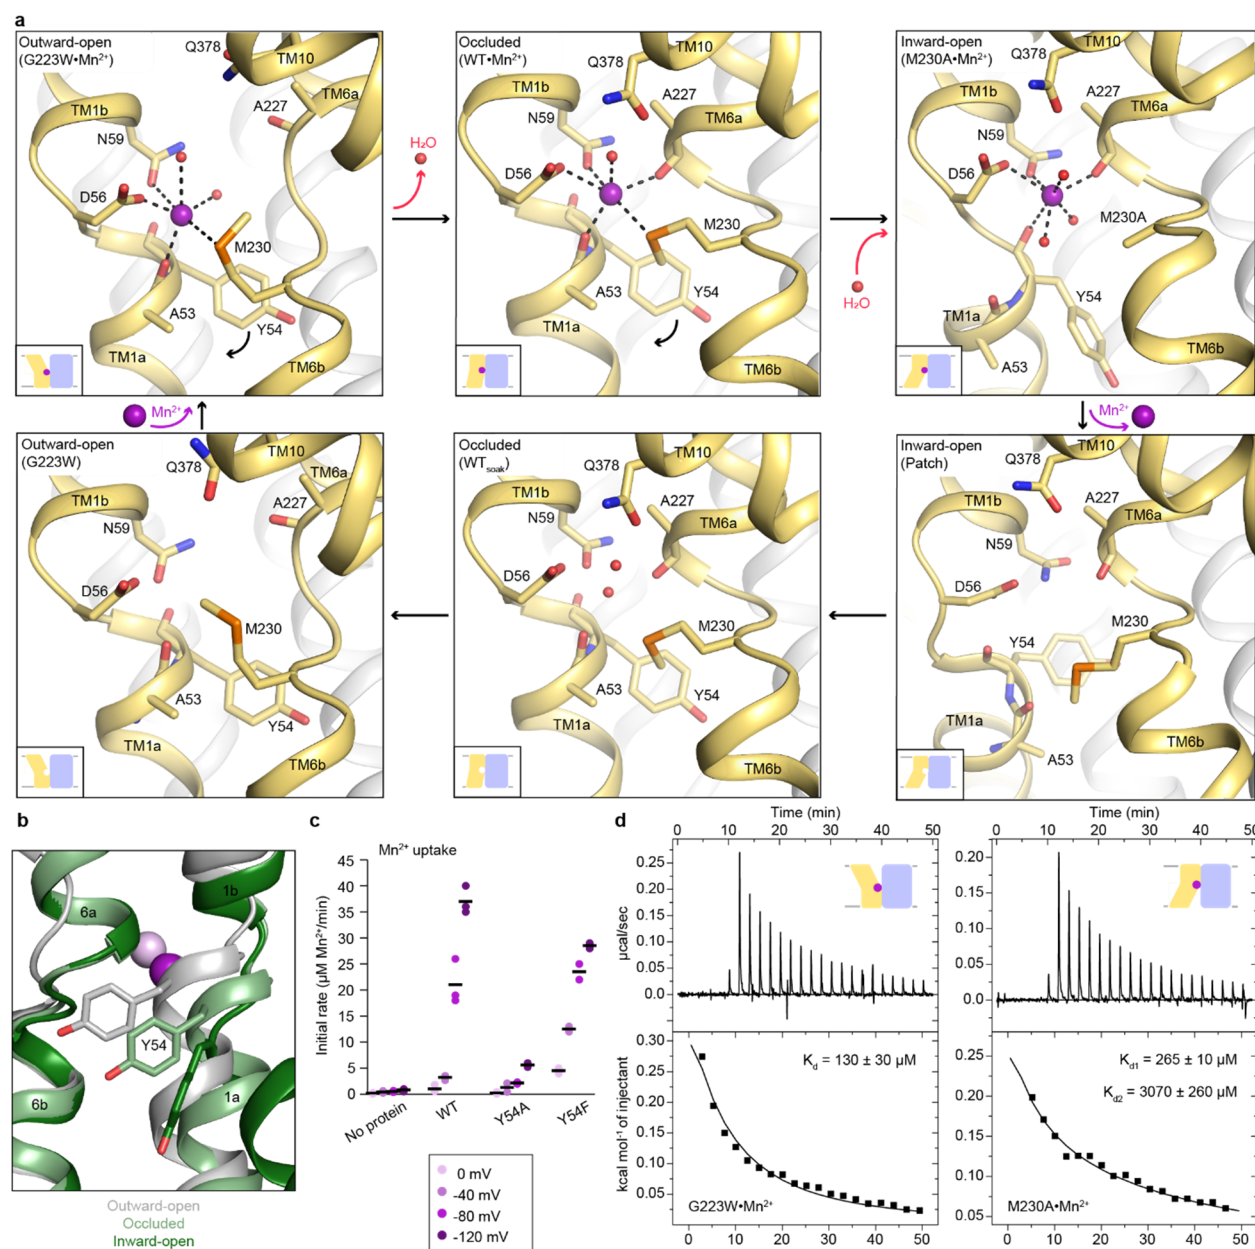 a
Outward-open
(G223W•Mn²⁺)
Q378
TM10
TM1b
A227
TM6a
N59
D56
M230
A53
Y54
TM1a
TM6b
H₂O
Occluded
(WT•Mn²⁺)
TM10
Q378
TM1b
A227
N59
TM6a
D56
M230
A53
Y54
TM1a
TM6b
H₂O
Inward-open
(M230A•Mn²⁺)
TM10
Q378
A227
TM1b
TM6a
N59
D56
M230A
Y54
TM1a
A53
TM6b
Mn²⁺
Mn²⁺
Outward-open
(G223W)
Q378
TM10
TM6a
TM1b
A227
N59
D56
M230
A53
Y54
TM1a
TM6b
Occluded
(WTsoak)
Q378
TM10
TM1b
A227
N59
TM6a
D56
M230
A53
Y54
TM1a
TM6b
Inward-open
(Patch)
Q378
TM10
TM1b
A227
TM6a
N59
D56
Y54
M230
TM1a
TM6b
A53
b
6a
1b
Y54
6b
1a
Outward-open
Occluded
Inward-open
c
Mn²⁺ uptake
Initial rate (µM Mn²⁺/min)
45
40
35
30
25
20
15
10
5
0
No protein
WT
Y54A
Y54F
0 mV
-40 mV
-80 mV
-120 mV
d
Time (min)
0 10 20 30 40 50
µcal/sec
0.25
0.20
0.15
0.10
0.05
0.0
kcal mol⁻¹ of injectant
0.30
0.25
0.20
0.15
0.10
0.05
Kd = 130 ± 30 µM
G223W•Mn²⁺
0 10 20 30 40 50
min
Time (min)
0 10 20 30 40 50
0.20
0.15
0.10
0.05
0.00
0.25
0.20
0.15
0.10
0.05
Kd1 = 265 ± 10 µM
Kd2 = 3070 ± 260 µM
M230A•Mn²⁺
0 10 20 30 40 50
min